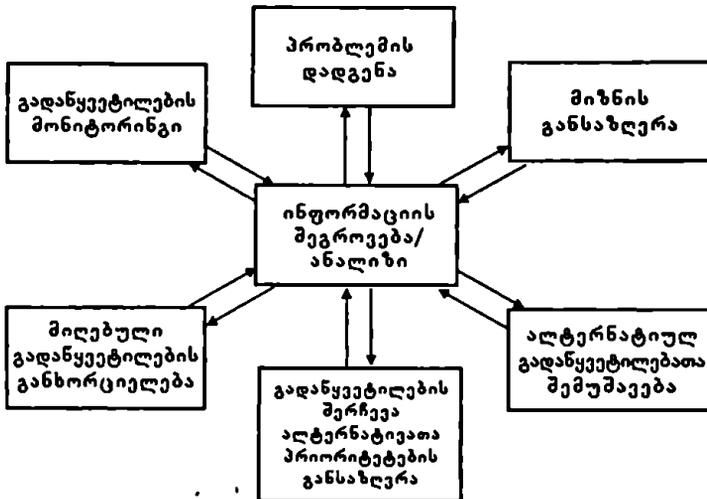 პრობლემის
დადგენა
გადაწყვეტილების
მონიტორინგი
მიზნის
განსაზღვრა
ინფორმაციის
შეგროვება/
ანალიზი
მიღებული
გადაწყვეტილების
განხორციელება
ალტერნატიულ
გადაწყვეტილებათა
შემუშავება
გადაწყვეტილების
შერჩევა
ალტერნატივათა
პრიორიტეტების
განსაზღვრა